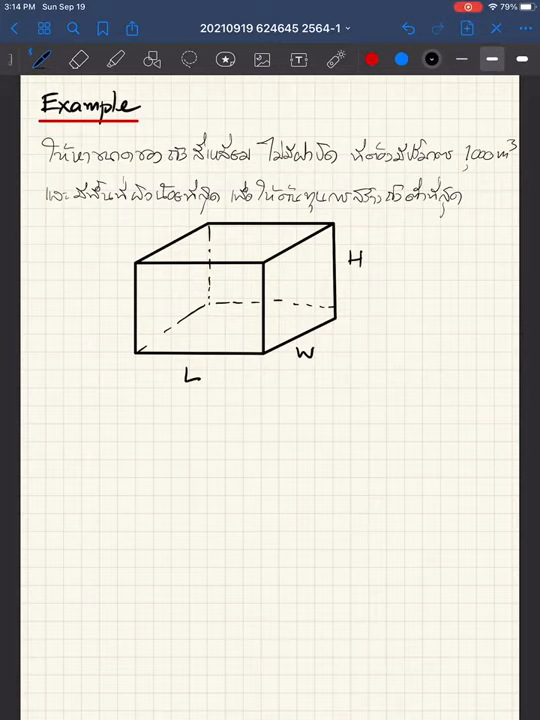 3:14 PM Sun Sep 19 79%
20210919 624645 2564-1
Example
ให้หาขนาดของ ถัง สี่เหลี่ยม ไม่มีฝาปิด ที่ต้องมีปริมาตร 1,000 m³
และ มีพื้นที่ผิวน้อยที่สุด เพื่อให้ต้นทุนการสร้างถังต่ำที่สุด
H
W
L